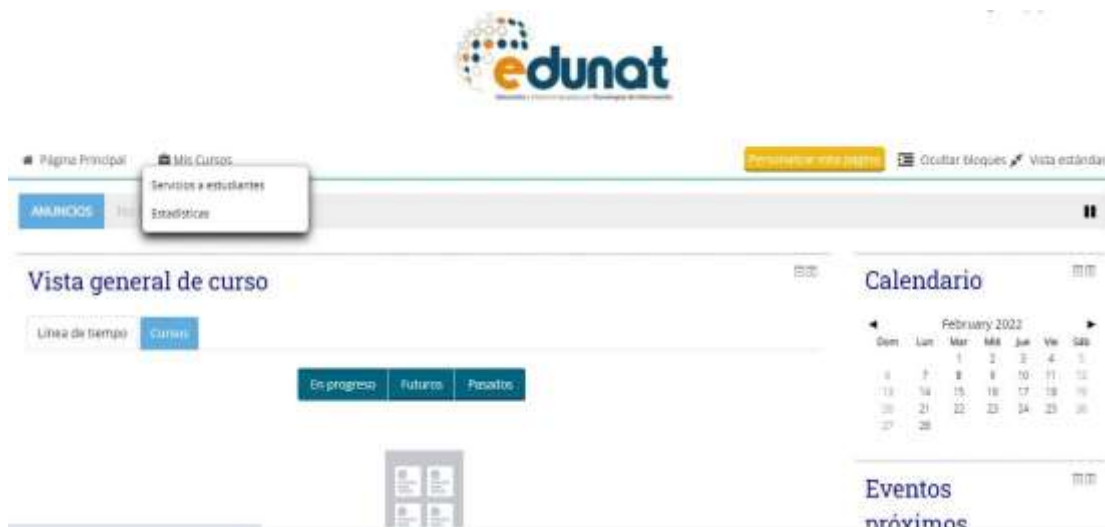 edunat
Página Principal
Mis Cursos
Personalizar esta página
Ocultar bloques
Vista estándar
Servicios a estudiantes
Estadísticas
ANUNCIOS
Vista general de curso
Línea de tiempo
Cursos
En progreso
Futuros
Pasados
Calendario
February 2022
Dom Lun Mar Mié Jue Vie Sáb
1 2 3 4 5
6 7 8 9 10 11 12
13 14 15 16 17 18 19
20 21 22 23 24 25 26
27 28
Eventos
próximos